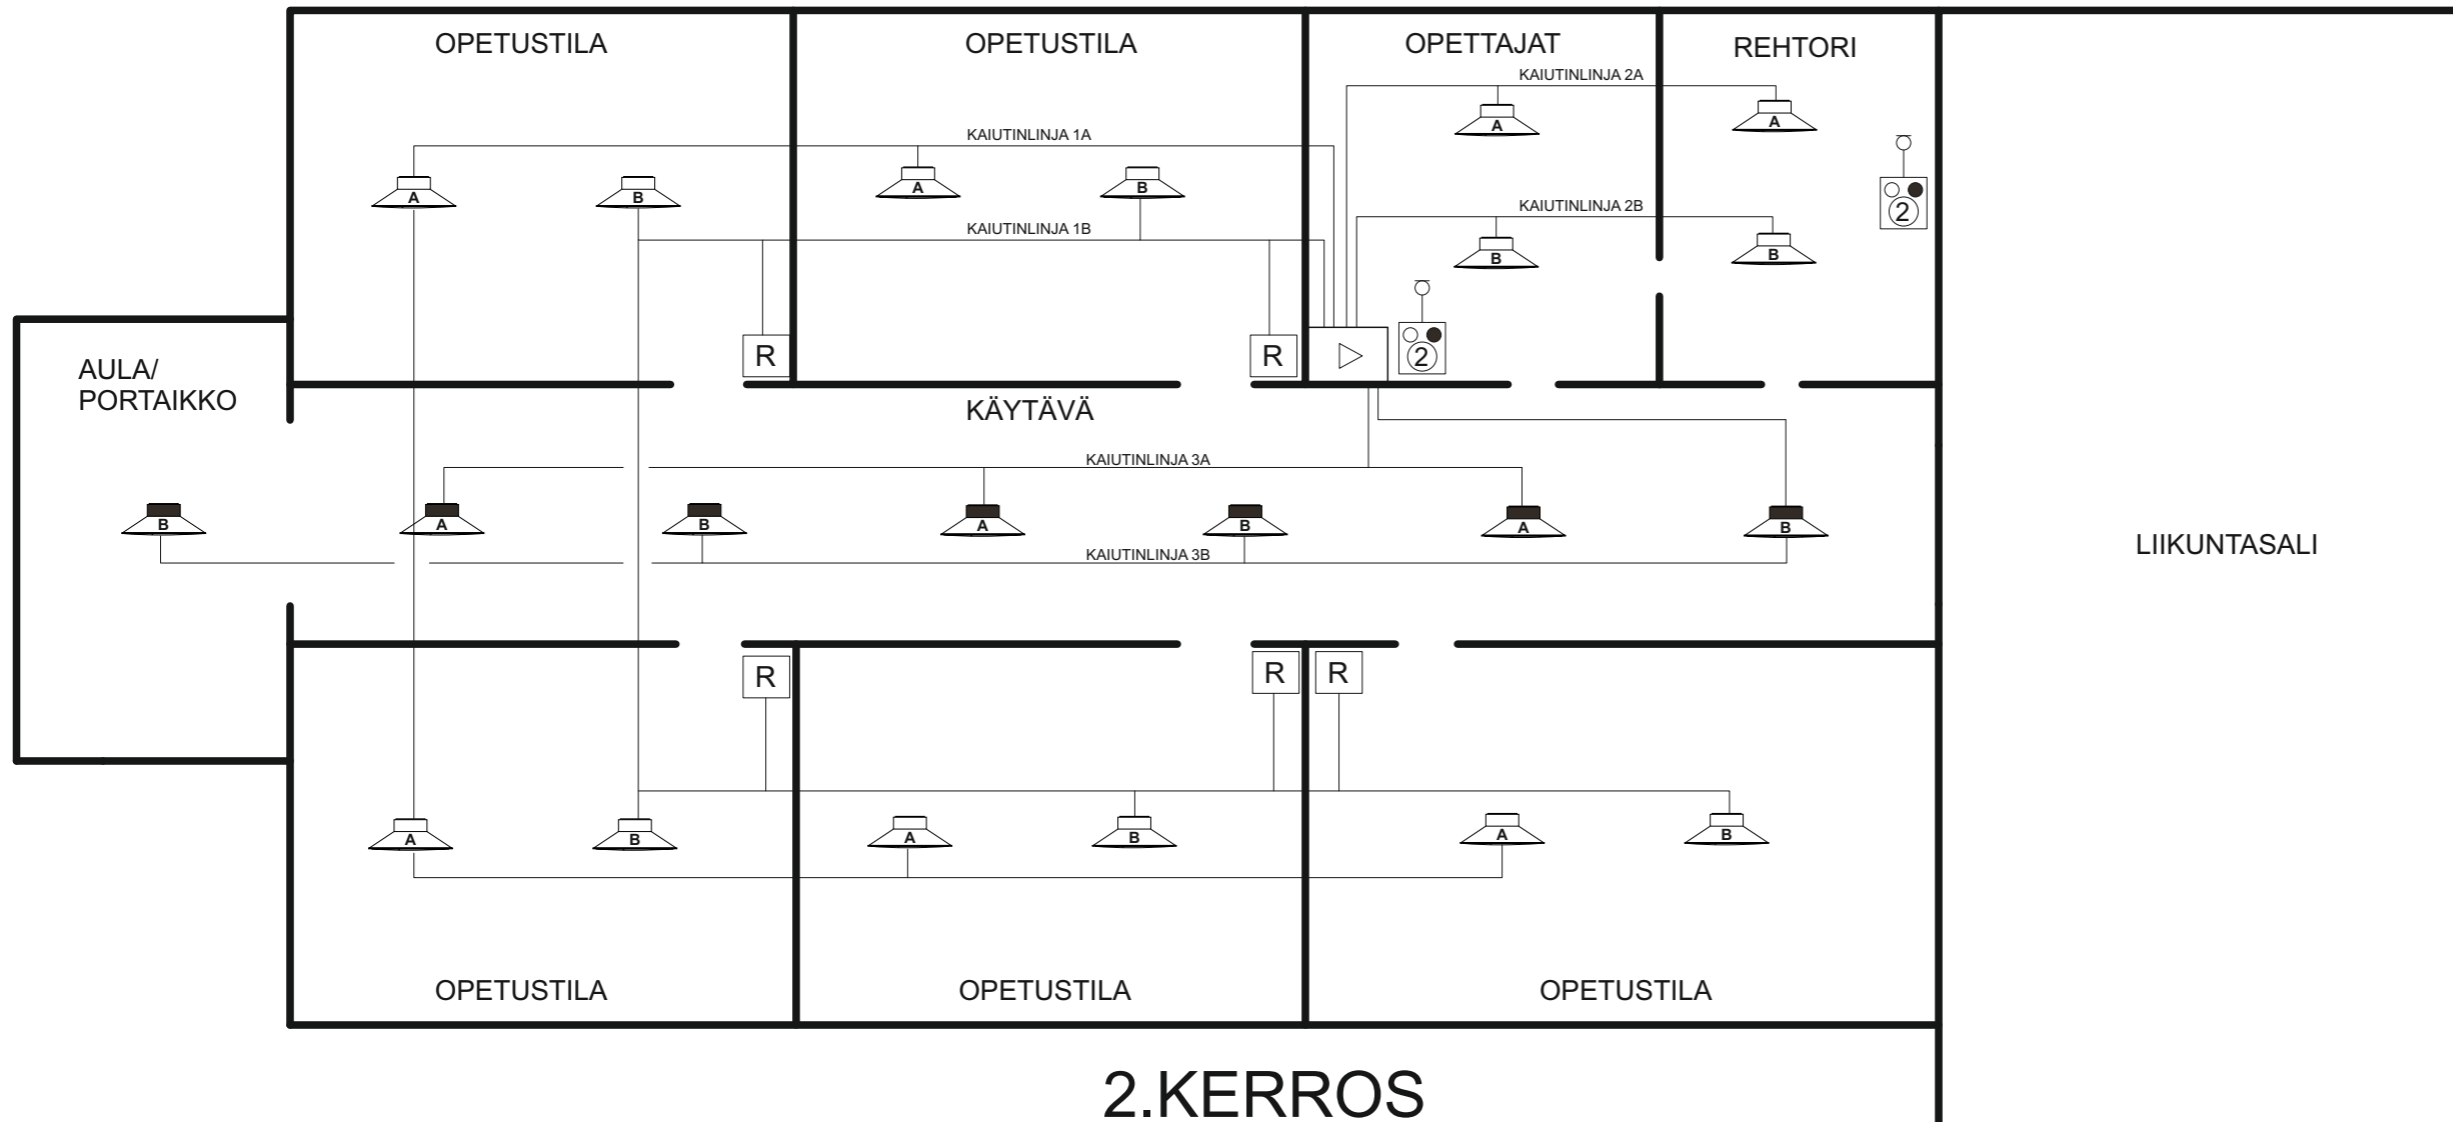 OPETUSTILA
OPETUSTILA
OPETTAJAT
REHTORI
KAIUTINLINJA 2A
A
A
KAIUTINLINJA 1A
A
B
A
B
KAIUTINLINJA 2B
B
B
2
KAIUTINLINJA 1B
R
R
2
AULA/
PORTAIKKO
KÄYTÄVÄ
KAIUTINLINJA 3A
B
A
B
A
B
A
B
KAIUTINLINJA 3B
LIIKUNTASALI
R
R
R
A
B
A
B
A
B
OPETUSTILA
OPETUSTILA
OPETUSTILA
2.KERROS